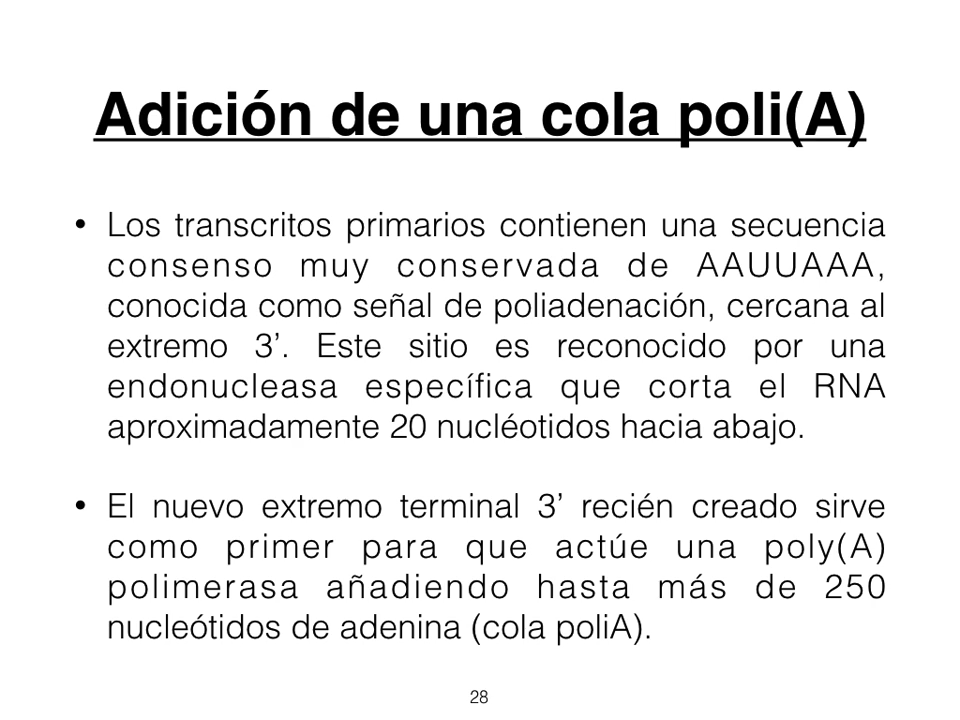 Adición de una cola poli(A)
• Los transcritos primarios contienen una secuencia
consenso muy conservada de AAUUAAA,
conocida como señal de poliadenación, cercana al
extremo 3’. Este sitio es reconocido por una
endonucleasa específica que corta el RNA
aproximadamente 20 nucléotidos hacia abajo.
• El nuevo extremo terminal 3’ recién creado sirve
como primer para que actúe una poly(A)
polimerasa añadiendo hasta más de 250
nucleótidos de adenina (cola poliA).
28